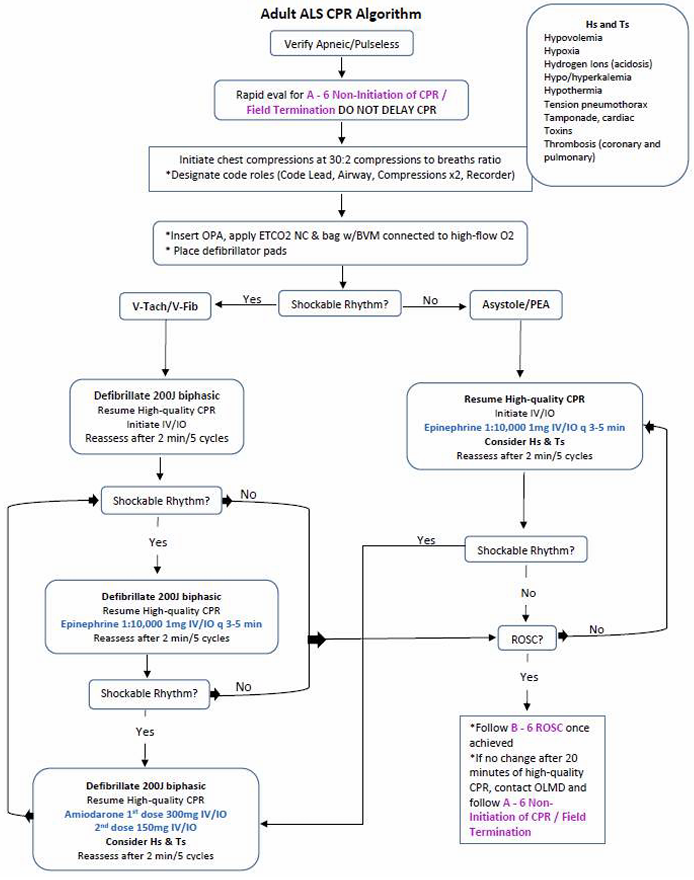 Adult ALS CPR Algorithm
Verify Apneic/Pulseless
Rapid eval for A - 6 Non-Initiation of CPR /
Field Termination DO NOT DELAY CPR
Initiate chest compressions at 30:2 compressions to breaths ratio
*Designate code roles (Code Lead, Airway, Compressions x2, Recorder)
Hs and Ts
Hypovolemia
Hypoxia
Hydrogen Ions (acidosis)
Hypo/hyperkalemia
Hypothermia
Tension pneumothorax
Tamponade, cardiac
Toxins
Thrombosis (coronary and
pulmonary)
*Insert OPA, apply ETCO2 NC & bag w/BVM connected to high-flow O2
* Place defibrillator pads
V-Tach/V-Fib
Yes
Shockable Rhythm?
No
Asystole/PEA
Defibrillate 200J biphasic
Resume High-quality CPR
Initiate IV/IO
Reassess after 2 min/5 cycles
Resume High-quality CPR
Initiate IV/IO
Epinephrine 1:10,000 1mg IV/IO q 3-5 min
Consider Hs & Ts
Reassess after 2 min/5 cycles
Shockable Rhythm?
No
Yes
Yes
Shockable Rhythm?
Defibrillate 200J biphasic
Resume High-quality CPR
Epinephrine 1:10,000 1mg IV/IO q 3-5 min
Reassess after 2 min/5 cycles
No
ROSC?
No
Shockable Rhythm?
No
Yes
Yes
*Follow B - 6 ROSC once
achieved
*If no change after 20
minutes of high-quality
CPR, contact OLMD and
follow A - 6 Non-
Initiation of CPR / Field
Termination
Defibrillate 200J biphasic
Resume High-quality CPR
Amiodarone 1st dose 300mg IV/IO
2nd dose 150mg IV/IO
Consider Hs & Ts
Reassess after 2 min/5 cycles